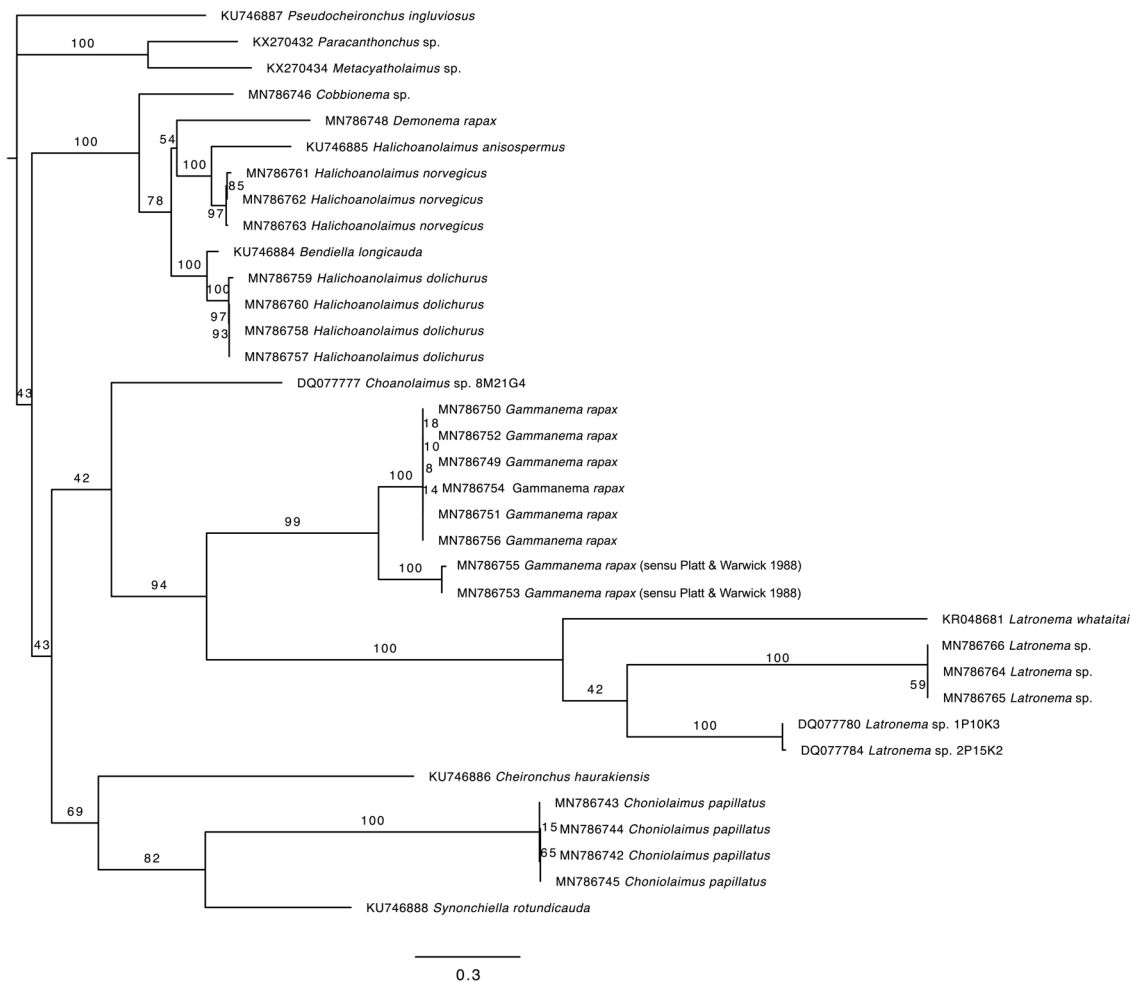 KU746887 Pseudocheironchus ingluviosus
100
KX270432 Paracanthonchus sp.
KX270434 Metacyatholaimus sp.
MN786746 Cobbionema sp.
MN786748 Demonema rapax
54
100
KU746885 Halichoanolaimus anisospermus
100
MN786761 Halichoanolaimus norvegicus
85
78
MN786762 Halichoanolaimus norvegicus
97
MN786763 Halichoanolaimus norvegicus
KU746884 Bendiella longicauda
100
MN786759 Halichoanolaimus dolichurus
100
MN786760 Halichoanolaimus dolichurus
97
MN786758 Halichoanolaimus dolichurus
93
MN786757 Halichoanolaimus dolichurus
DQ077777 Choanolaimus sp. 8M21G4
43
MN786750 Gammanema rapax
18
MN786752 Gammanema rapax
10
MN786749 Gammanema rapax
8
100
42
MN786754 Gammanema rapax
14
MN786751 Gammanema rapax
99
MN786756 Gammanema rapax
MN786755 Gammanema rapax (sensu Platt & Warwick 1988)
100
94
MN786753 Gammanema rapax (sensu Platt & Warwick 1988)
KR048681 Latronema whataitai
43
MN786766 Latronema sp.
100
100
MN786764 Latronema sp.
59
42
MN786765 Latronema sp.
DQ077780 Latronema sp. 1P10K3
100
DQ077784 Latronema sp. 2P15K2
KU746886 Cheironchus haurakiensis
69
MN786743 Choniolaimus papillatus
100
15
MN786744 Choniolaimus papillatus
82
65
MN786742 Choniolaimus papillatus
MN786745 Choniolaimus papillatus
KU746888 Synonchiella rotundicauda
0.3